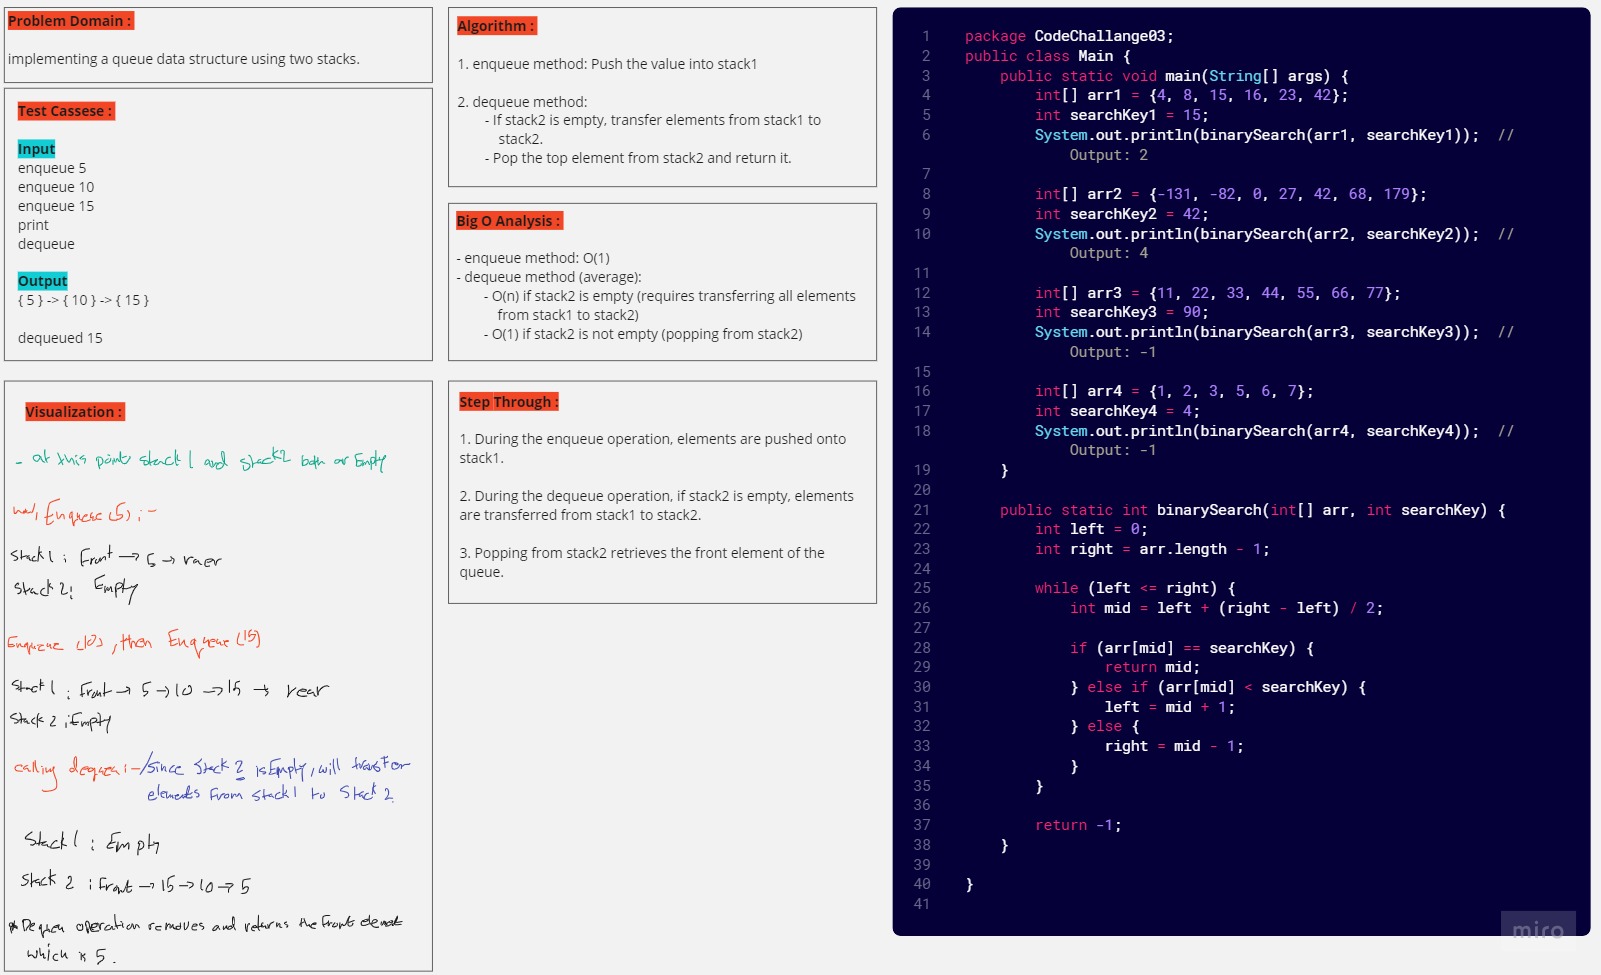 Problem Domain :
implementing a queue data structure using two stacks.
Test Cassese :
Input
enqueue 5
enqueue 10
enqueue 15
print
dequeue
Output
{ 5 } -> { 10 } -> { 15 }
dequeued 15
Visualization :
- at this point stack 1 and stack2 both ar Empty
Enqueue (5) :-
Stack 1 : Front → 5 → raer
Stack 2: Empty
Enqueue (10), then Enqueue (15)
Stack 1 : Front → 5 → 10 → 15 → rear
Stack 2 : Empty
calling dequeu :- / since Stack 2 is Empty, will transfer
elements From stack 1 to Stack 2
Stack 1 : Empty
Stack 2 : Front → 15 → 10 → 5
* Dequeu operation removes and returns the Front elemet
which is 5.
Algorithm :
1. enqueue method: Push the value into stack1
2. dequeue method:
- If stack2 is empty, transfer elements from stack1 to
stack2.
- Pop the top element from stack2 and return it.
Big O Analysis :
- enqueue method: O(1)
- dequeue method (average):
- O(n) if stack2 is empty (requires transferring all elements
from stack1 to stack2)
- O(1) if stack2 is not empty (popping from stack2)
Step Through :
1. During the enqueue operation, elements are pushed onto
stack1.
2. During the dequeue operation, if stack2 is empty, elements
are transferred from stack1 to stack2.
3. Popping from stack2 retrieves the front element of the
queue.
1 package CodeChallange03;
2 public class Main {
3 public static void main(String[] args) {
4 int[] arr1 = {4, 8, 15, 16, 23, 42};
5 int searchKey1 = 15;
6 System.out.println(binarySearch(arr1, searchKey1)); //
Output: 2
7
8 int[] arr2 = {-131, -82, 0, 27, 42, 68, 179};
9 int searchKey2 = 42;
10 System.out.println(binarySearch(arr2, searchKey2)); //
Output: 4
11
12 int[] arr3 = {11, 22, 33, 44, 55, 66, 77};
13 int searchKey3 = 90;
14 System.out.println(binarySearch(arr3, searchKey3)); //
Output: -1
15
16 int[] arr4 = {1, 2, 3, 5, 6, 7};
17 int searchKey4 = 4;
18 System.out.println(binarySearch(arr4, searchKey4)); //
Output: -1
19 }
20
21 public static int binarySearch(int[] arr, int searchKey) {
22 int left = 0;
23 int right = arr.length - 1;
24
25 while (left <= right) {
26 int mid = left + (right - left) / 2;
27
28 if (arr[mid] == searchKey) {
29 return mid;
30 } else if (arr[mid] < searchKey) {
31 left = mid + 1;
32 } else {
33 right = mid - 1;
34 }
35 }
36
37 return -1;
38 }
39
40 }
41
miro